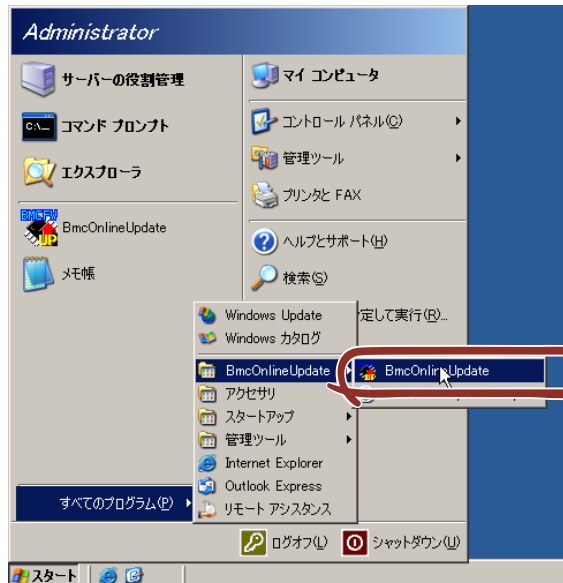 Administrator
サーバーの役割管理
コマンド プロンプト
C:\_
エクスプローラ
BMCFW
UP
BmcOnlineUpdate
メモ帳
すべてのプログラム(P)
マイ コンピュータ
コントロール パネル(C)
管理ツール
プリンタと FAX
ヘルプとサポート(H)
検索(S)
定して実行(R)...
Windows Update
Windows カタログ
BmcOnlineUpdate
アクセサリ
スタートアップ
管理ツール
Internet Explorer
Outlook Express
リモート アシスタンス
BmcOnlineUpdate
ログオフ(L)
シャットダウン(U)
スタート